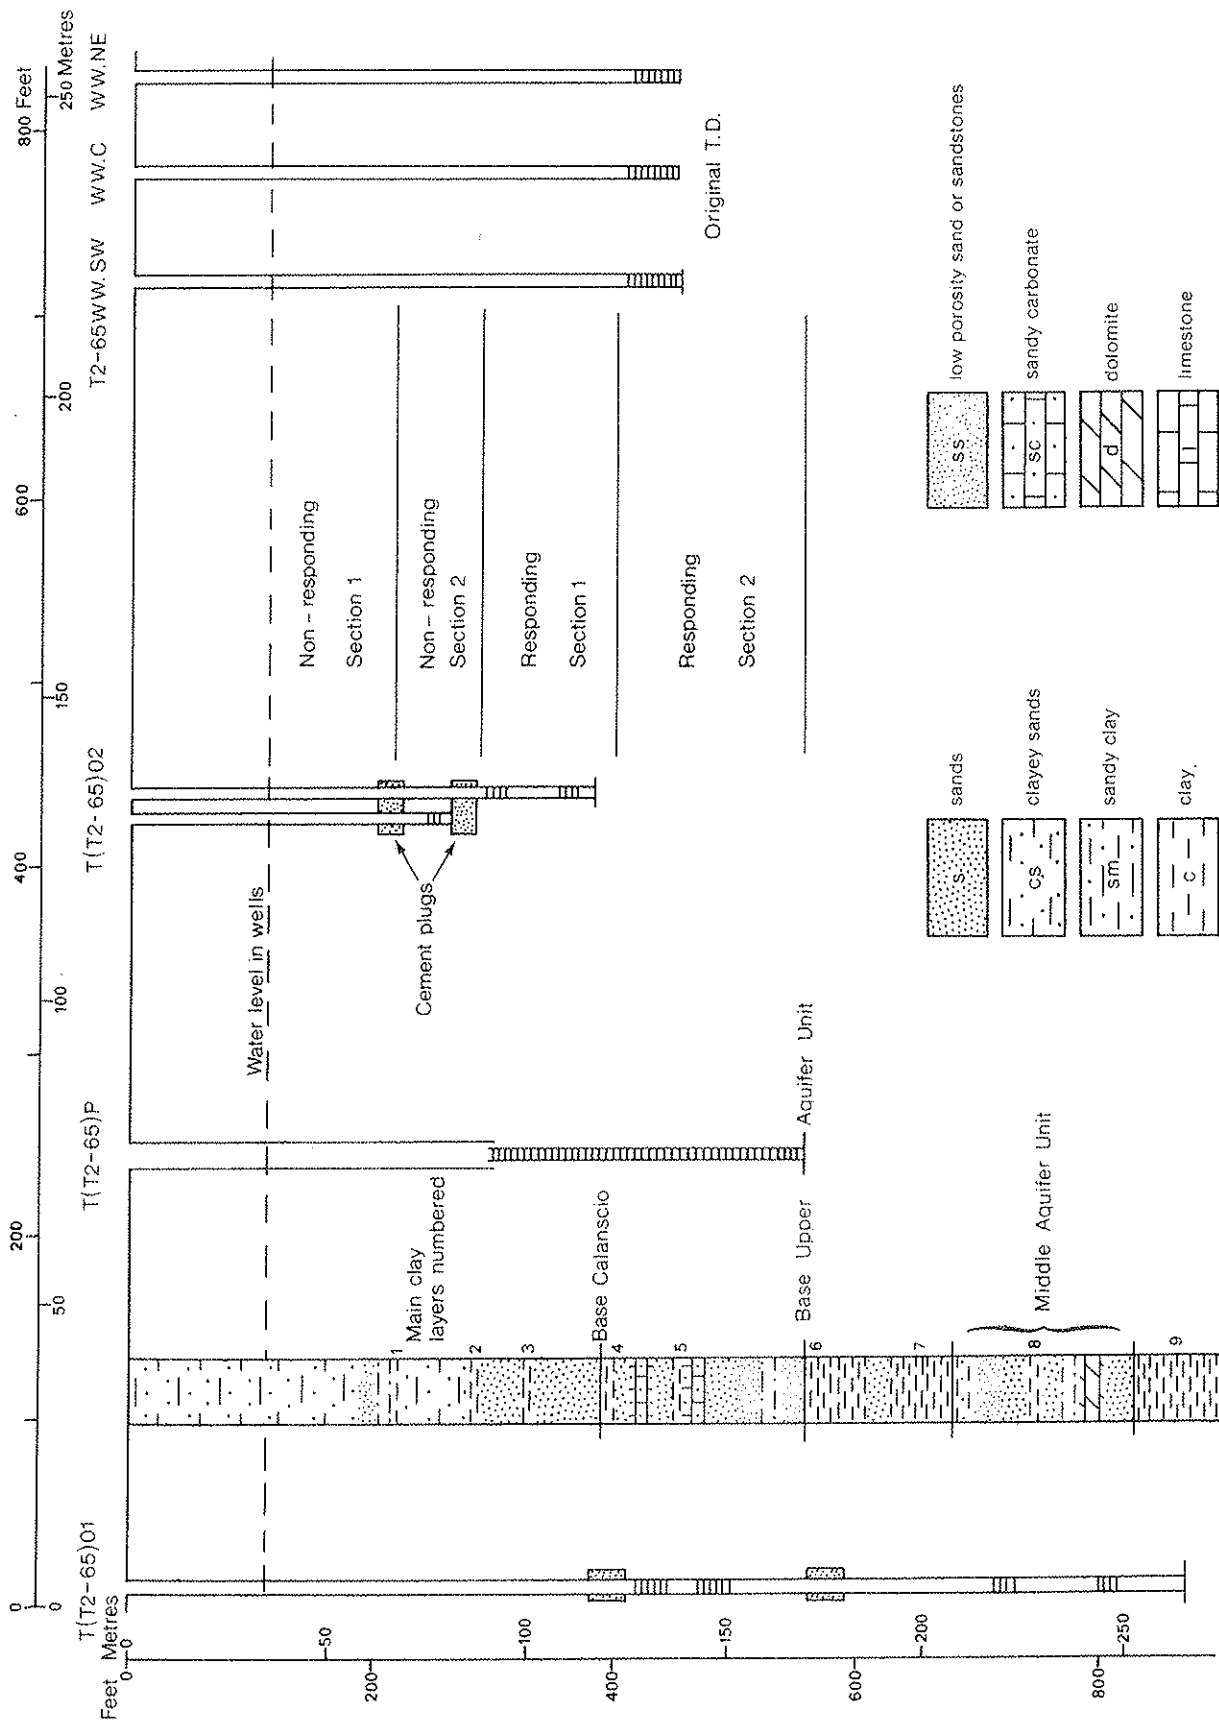 0 200 400 600 800 Feet
0 50 100 150 200 250 Metres
T(T2-65)O1
T(T2-65)P
T(T2-65)O2
T2-65WW.SW
WW.C
WW.NE
Feet
Metres
0
0
50
200
100
400
150
200
600
250
800
Water level in wells
Main clay
layers numbered
1
2
3
4
5
6
7
8
9
Base Calanscio
Base Upper Aquifer Unit
Middle Aquifer Unit
Cement plugs
Non-responding
Section 1
Non-responding
Section 2
Responding
Section 1
Responding
Section 2
Original T.D.
s
sands
cs
clayey sands
sm
sandy clay
c
clay.
ss
low porosity sand or sandstones
sc
sandy carbonate
d
dolomite
l
limestone